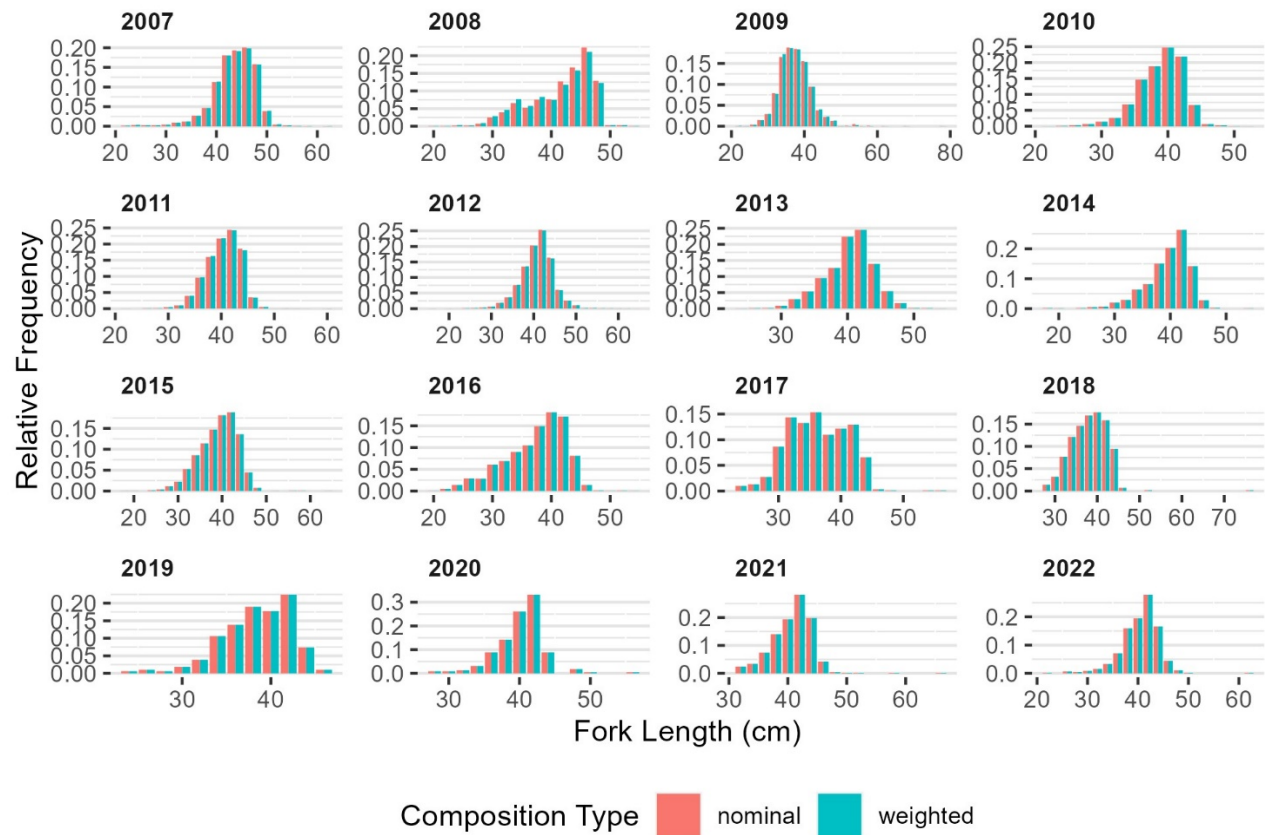 2007 2008 2009 2010
0.20 0.20 0.15 0.25
0.15 0.15 0.10 0.20
0.10 0.10 0.05 0.15
0.05 0.05 0.00 0.10
0.00 0.00 0.05
0.00
20 30 40 50 60 20 30 40 50 20 40 60 80 20 30 40 50
2011 2012 2013 2014
0.25 0.25 0.25 0.2
0.20 0.20 0.20 0.1
0.15 0.15 0.15 0.0
0.10 0.10 0.10
0.05 0.05 0.05
0.00 0.00 0.00
20 30 40 50 60 20 30 40 50 60 30 40 50 20 30 40 50
Relative Frequency
2015 2016 2017 2018
0.15 0.15 0.15 0.15
0.10 0.10 0.10 0.10
0.05 0.05 0.05 0.05
0.00 0.00 0.00 0.00
20 30 40 50 60 20 30 40 50 30 40 50 30 40 50 60 70
2019 2020 2021 2022
0.20 0.3 0.2 0.2
0.15 0.2 0.1 0.1
0.10 0.1 0.0 0.0
0.05 0.0
0.00
30 40 30 40 50 30 40 50 60 20 30 40 50 60
Fork Length (cm)
Composition Type nominal weighted